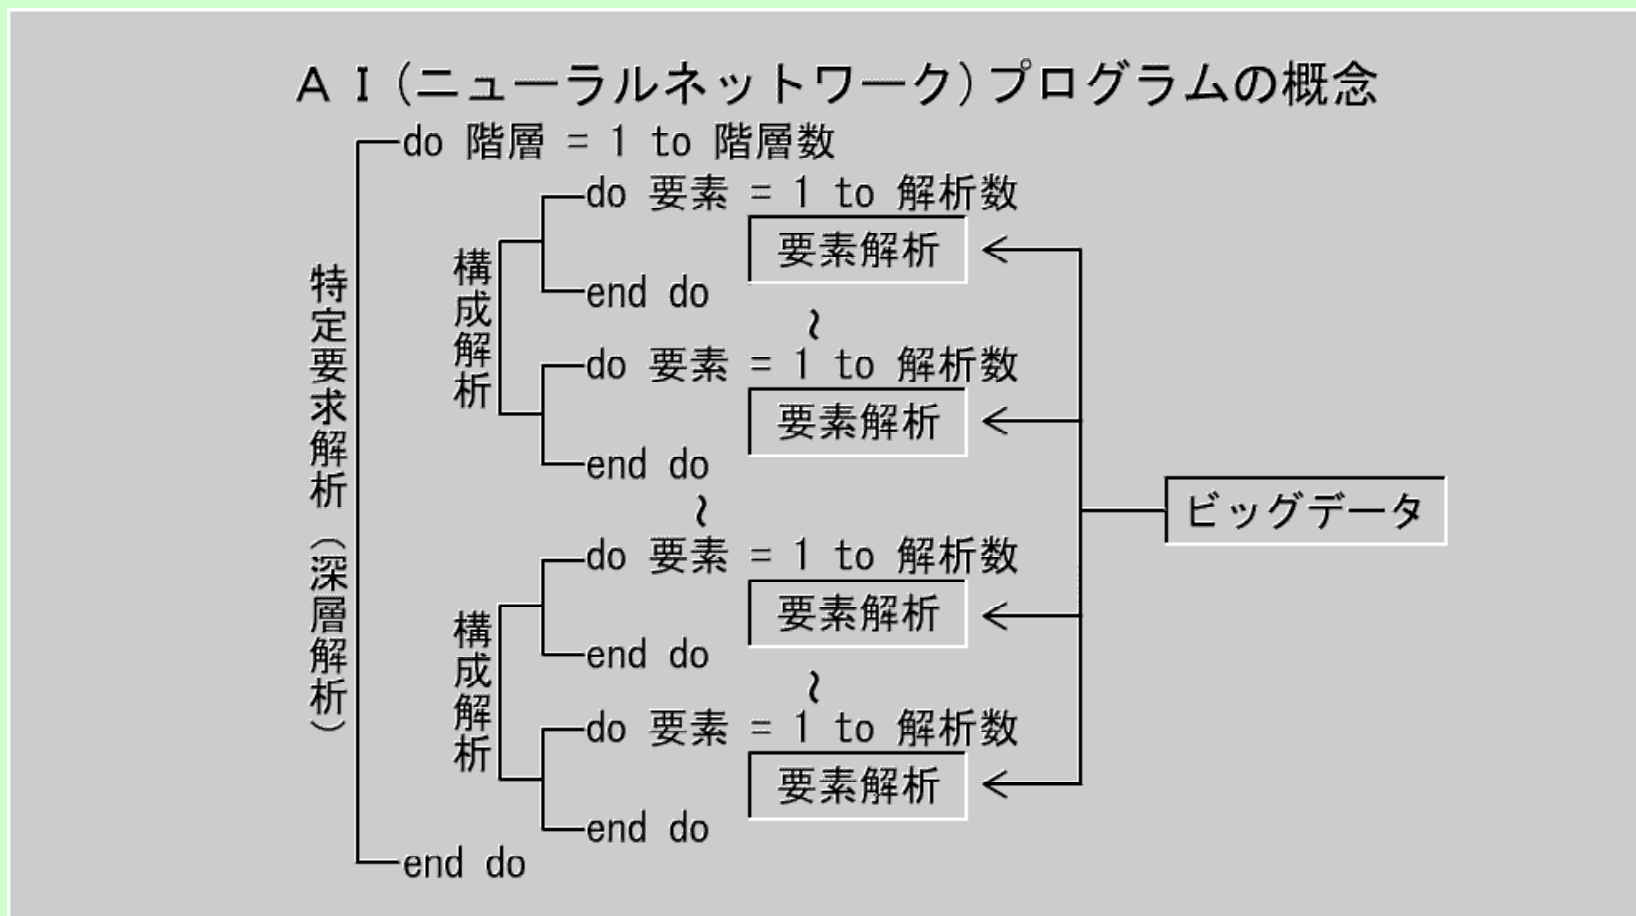 ＡＩ(ニューラルネットワーク)プログラムの概念
do 階層 = 1 to 階層数
特定要求解析（深層解析）
構成解析
do 要素 = 1 to 解析数
要素解析
end do
~
do 要素 = 1 to 解析数
要素解析
end do
~
構成解析
do 要素 = 1 to 解析数
要素解析
end do
~
do 要素 = 1 to 解析数
要素解析
end do
end do
ビッグデータ